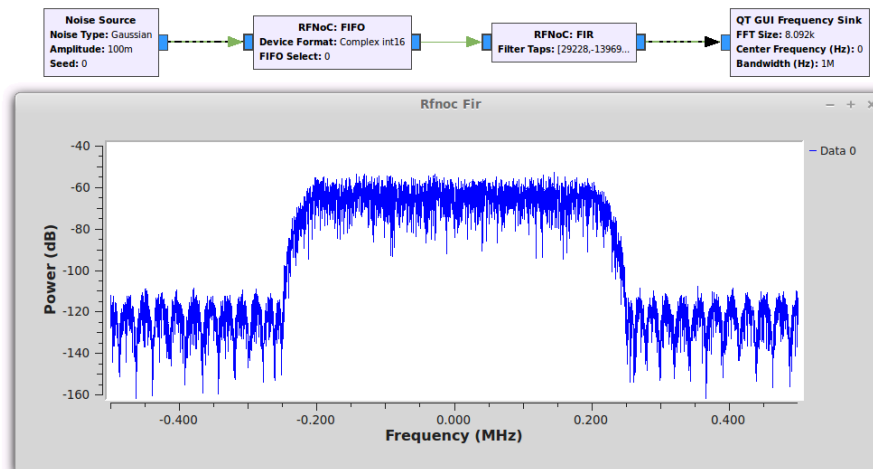 Noise Source
Noise Type: Gaussian
Amplitude: 100m
Seed: 0
RFNoC: FIFO
Device Format: Complex int16
FIFO Select: 0
RFNoC: FIR
Filter Taps: [29228,-13969...
QT GUI Frequency Sink
FFT Size: 8.092k
Center Frequency (Hz): 0
Bandwidth (Hz): 1M
Rfnoc Fir
Data 0
-40
-60
-80
-100
-120
-140
-160
Power (dB)
-0.400
-0.200
0.000
0.200
0.400
Frequency (MHz)